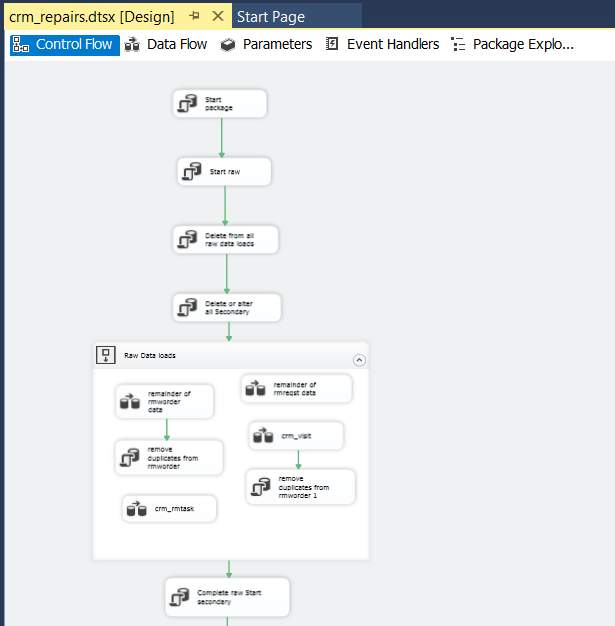 crm_repairs.dtsx [Design]
Start Page
Control Flow
Data Flow
Parameters
Event Handlers
Package Explo...
Start
package
Start raw
Delete from all
raw data loads
Delete or alter
all Secondary
Raw Data loads
remainder of
rmworder
data
remove
duplicates from
rmworder
crm_rmtask
remainder of
rmreqst data
crm_visit
remove
duplicates from
rmworder 1
Complete raw Start
secondary